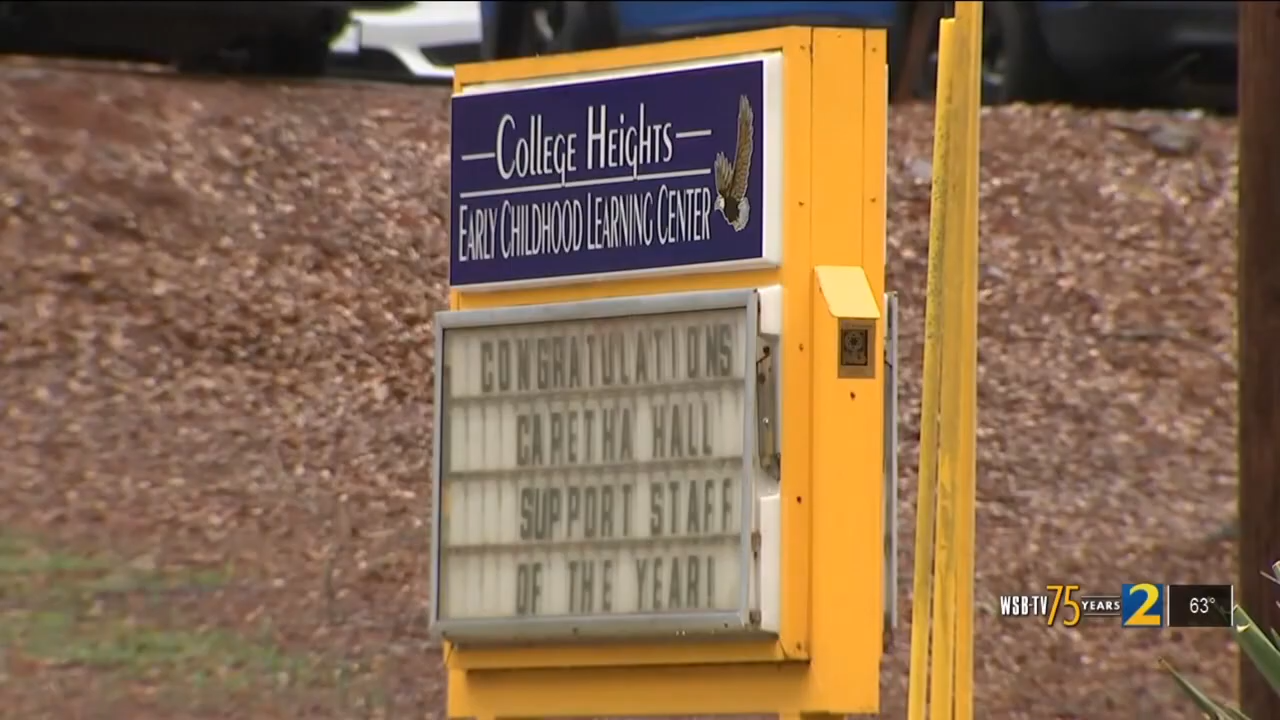 College Heights
Early Childhood Learning Center
CONGRATULATIONS
CARETHA HALL
SUPPORT STAFF
OF THE YEAR!
WSB-TV 75 YEARS 2 63°